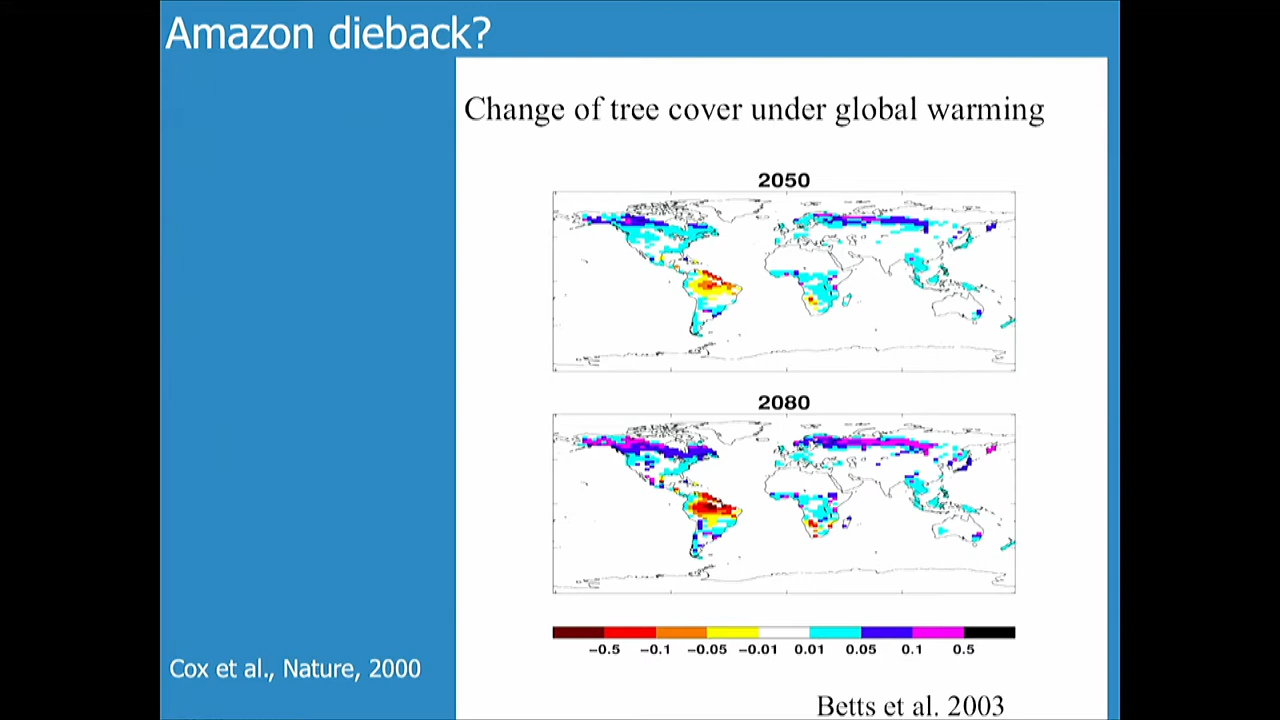 Amazon dieback?
Change of tree cover under global warming
2050
2080
−0.5 −0.1 −0.05 −0.01 0.01 0.05 0.1 0.5
Cox et al., Nature, 2000
Betts et al. 2003